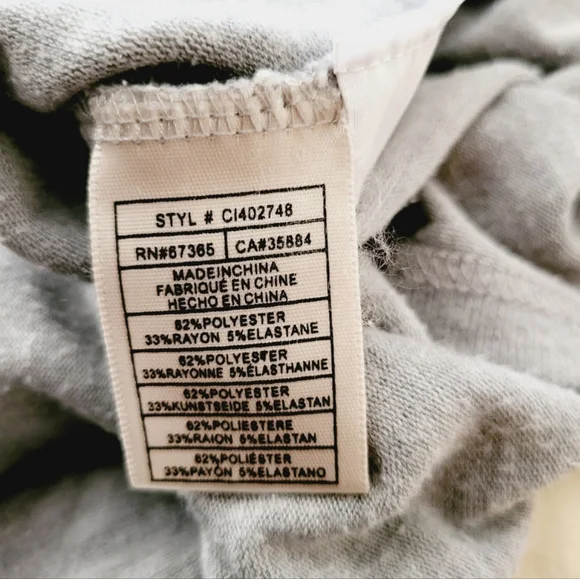 STYL # CI402748
RN#67365 CA#35884
MADEINCHINA
FABRIQUÉ EN CHINE
HECHO EN CHINA
62%POLYESTER
33%RAYON 5%ELASTANE
62%POLYESTER
33%RAYONNE 5%ÉLASTHANNE
62%POLYESTER
33%KUNSTSEIDE 5%ELASTAN
62%POLIESTERE
33%RAION 5%ELASTAN
62%POLIÉSTER
33%PAYÓN 5%ELASTANO